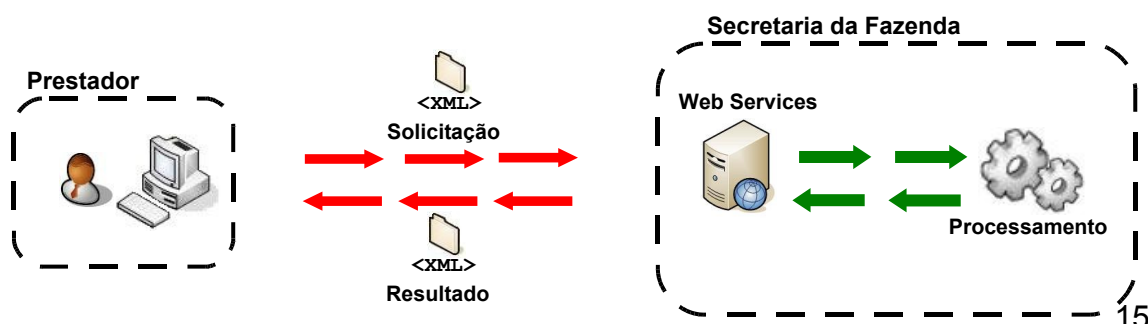 Secretaria da Fazenda
Prestador
<XML>
Solicitação
Web Services
Processamento
<XML>
Resultado
15